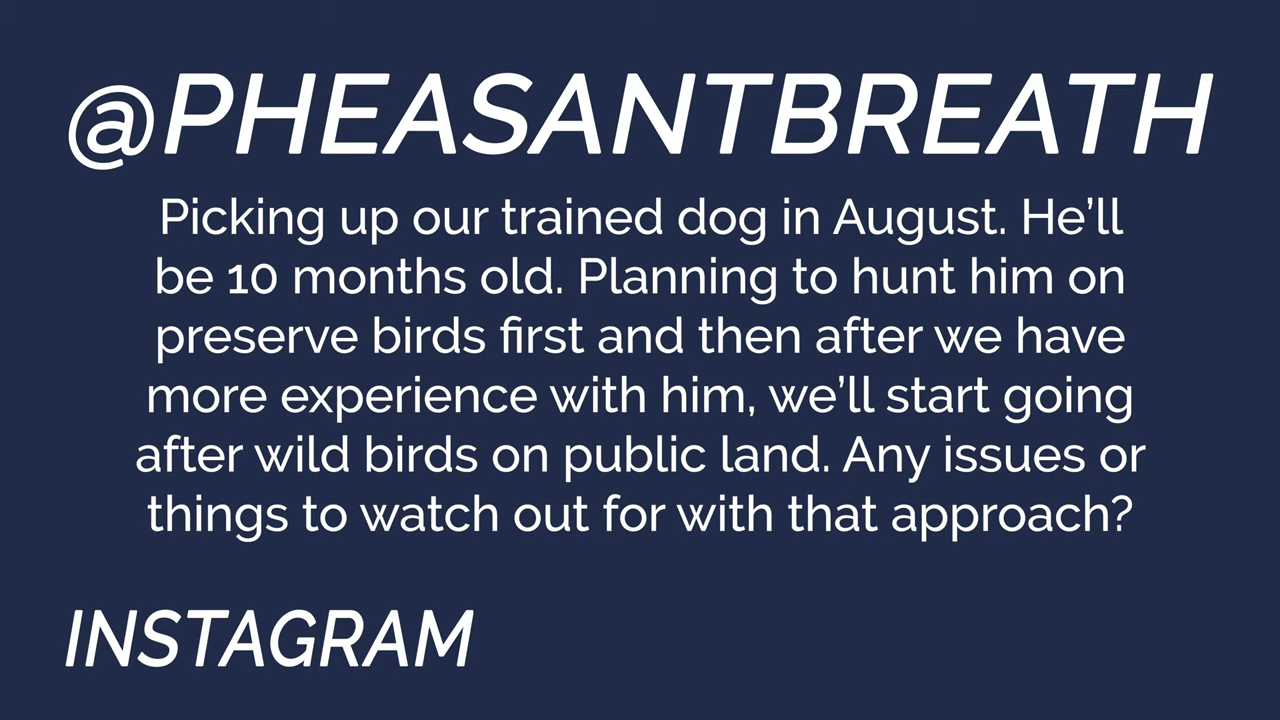 @PHEASANTBREATH
Picking up our trained dog in August. He’ll
be 10 months old. Planning to hunt him on
preserve birds first and then after we have
more experience with him, we’ll start going
after wild birds on public land. Any issues or
things to watch out for with that approach?
INSTAGRAM